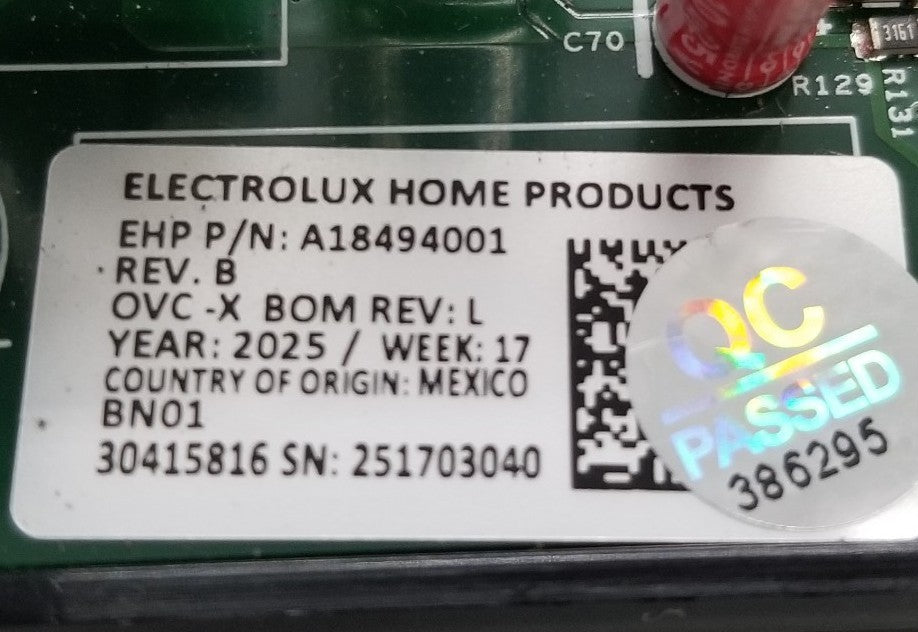 C70
3161
R129
R131
ELECTROLUX HOME PRODUCTS
EHP P/N: A18494001
REV. B
OVC -X BOM REV: L
YEAR: 2025 / WEEK: 17
COUNTRY OF ORIGIN: MEXICO
BN01
30415816 SN: 251703040
QC
PASSED
386295